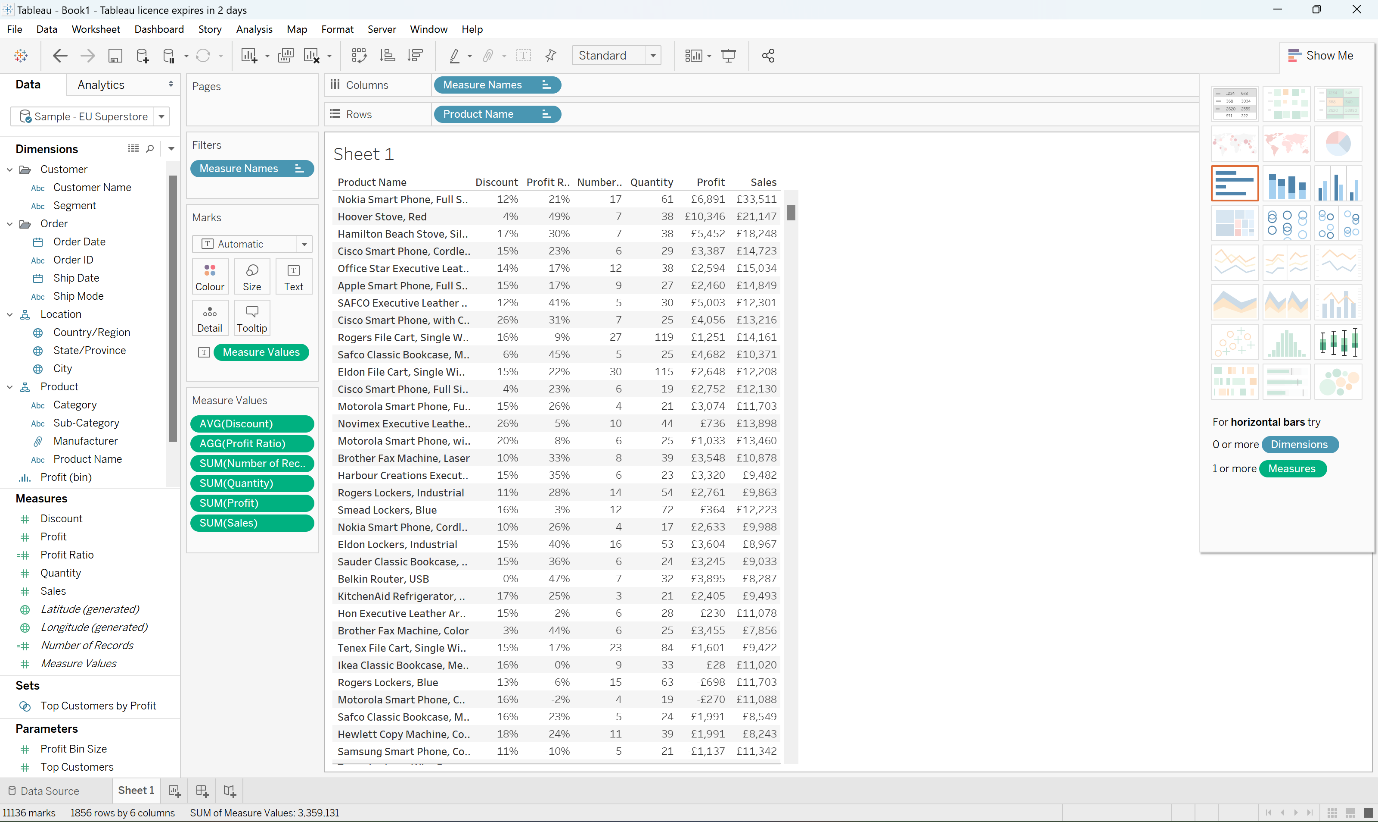 Tableau - Book1 - Tableau licence expires in 2 days
File Data Worksheet Dashboard Story Analysis Map Format Server Window Help
Standard
Show Me
Data Analytics
Sample - EU Superstore
Dimensions
Customer
Abc Customer Name
Abc Segment
Order
Order Date
Abc Order ID
Ship Date
Abc Ship Mode
Location
Country/Region
State/Province
City
Product
Abc Category
Abc Sub-Category
Manufacturer
Abc Product Name
Profit (bin)
Measures
# Discount
# Profit
=# Profit Ratio
# Quantity
# Sales
Latitude (generated)
Longitude (generated)
=# Number of Records
# Measure Values
Sets
Top Customers by Profit
Parameters
# Profit Bin Size
# Top Customers
Pages
Filters
Measure Names
Marks
Automatic
Colour Size Text
Detail Tooltip
Measure Values
Measure Values
AVG(Discount)
AGG(Profit Ratio)
SUM(Number of Rec..
SUM(Quantity)
SUM(Profit)
SUM(Sales)
Columns Measure Names
Rows Product Name
Sheet 1
Product Name Discount Profit R.. Number.. Quantity Profit Sales
Nokia Smart Phone, Full S.. 12% 21% 17 61 £6,891 £33,511
Hoover Stove, Red 4% 49% 7 38 £10,346 £21,147
Hamilton Beach Stove, Sil.. 17% 30% 7 38 £5,452 £18,248
Cisco Smart Phone, Cordle.. 15% 23% 6 29 £3,387 £14,723
Office Star Executive Leat.. 14% 17% 12 38 £2,594 £15,034
Apple Smart Phone, Full S.. 15% 17% 9 27 £2,460 £14,849
SAFCO Executive Leather .. 12% 41% 5 30 £5,003 £12,301
Cisco Smart Phone, with C.. 26% 31% 7 25 £4,056 £13,216
Rogers File Cart, Single W.. 16% 9% 27 119 £1,251 £14,161
Safco Classic Bookcase, M.. 6% 45% 5 25 £4,682 £10,371
Eldon File Cart, Single Wi.. 15% 22% 30 115 £2,648 £12,208
Cisco Smart Phone, Full Si.. 4% 23% 6 19 £2,752 £12,130
Motorola Smart Phone, Fu.. 15% 26% 4 21 £3,074 £11,703
Novimex Executive Leathe.. 26% 5% 10 44 £736 £13,898
Motorola Smart Phone, wi.. 20% 8% 6 25 £1,033 £13,460
Brother Fax Machine, Laser 10% 33% 8 39 £3,548 £10,878
Harbour Creations Execut.. 15% 35% 6 23 £3,320 £9,482
Rogers Lockers, Industrial 11% 28% 14 54 £2,761 £9,863
Smead Lockers, Blue 16% 3% 12 72 £364 £12,223
Nokia Smart Phone, Cordl.. 10% 26% 4 17 £2,633 £9,988
Eldon Lockers, Industrial 15% 40% 16 53 £3,604 £8,967
Sauder Classic Bookcase, .. 15% 36% 6 24 £3,245 £9,033
Belkin Router, USB 0% 47% 7 32 £3,895 £8,287
KitchenAid Refrigerator, .. 17% 25% 3 21 £2,405 £9,493
Hon Executive Leather Ar.. 15% 2% 6 28 £230 £11,078
Brother Fax Machine, Color 3% 44% 6 25 £3,455 £7,856
Tenex File Cart, Single Wi.. 15% 17% 23 84 £1,601 £9,422
Ikea Classic Bookcase, Me.. 16% 0% 9 33 £28 £11,020
Rogers Lockers, Blue 13% 6% 15 63 £698 £11,703
Motorola Smart Phone, C.. 16% -2% 4 19 -£270 £11,088
Safco Classic Bookcase, M.. 16% 23% 5 24 £1,991 £8,549
Hewlett Copy Machine, Co.. 18% 24% 11 39 £1,991 £8,243
Samsung Smart Phone, Co.. 11% 10% 5 21 £1,137 £11,342
For horizontal bars try
0 or more Dimensions
1 or more Measures
Data Source Sheet 1
11136 marks 1856 rows by 6 columns SUM of Measure Values: 3,359,131